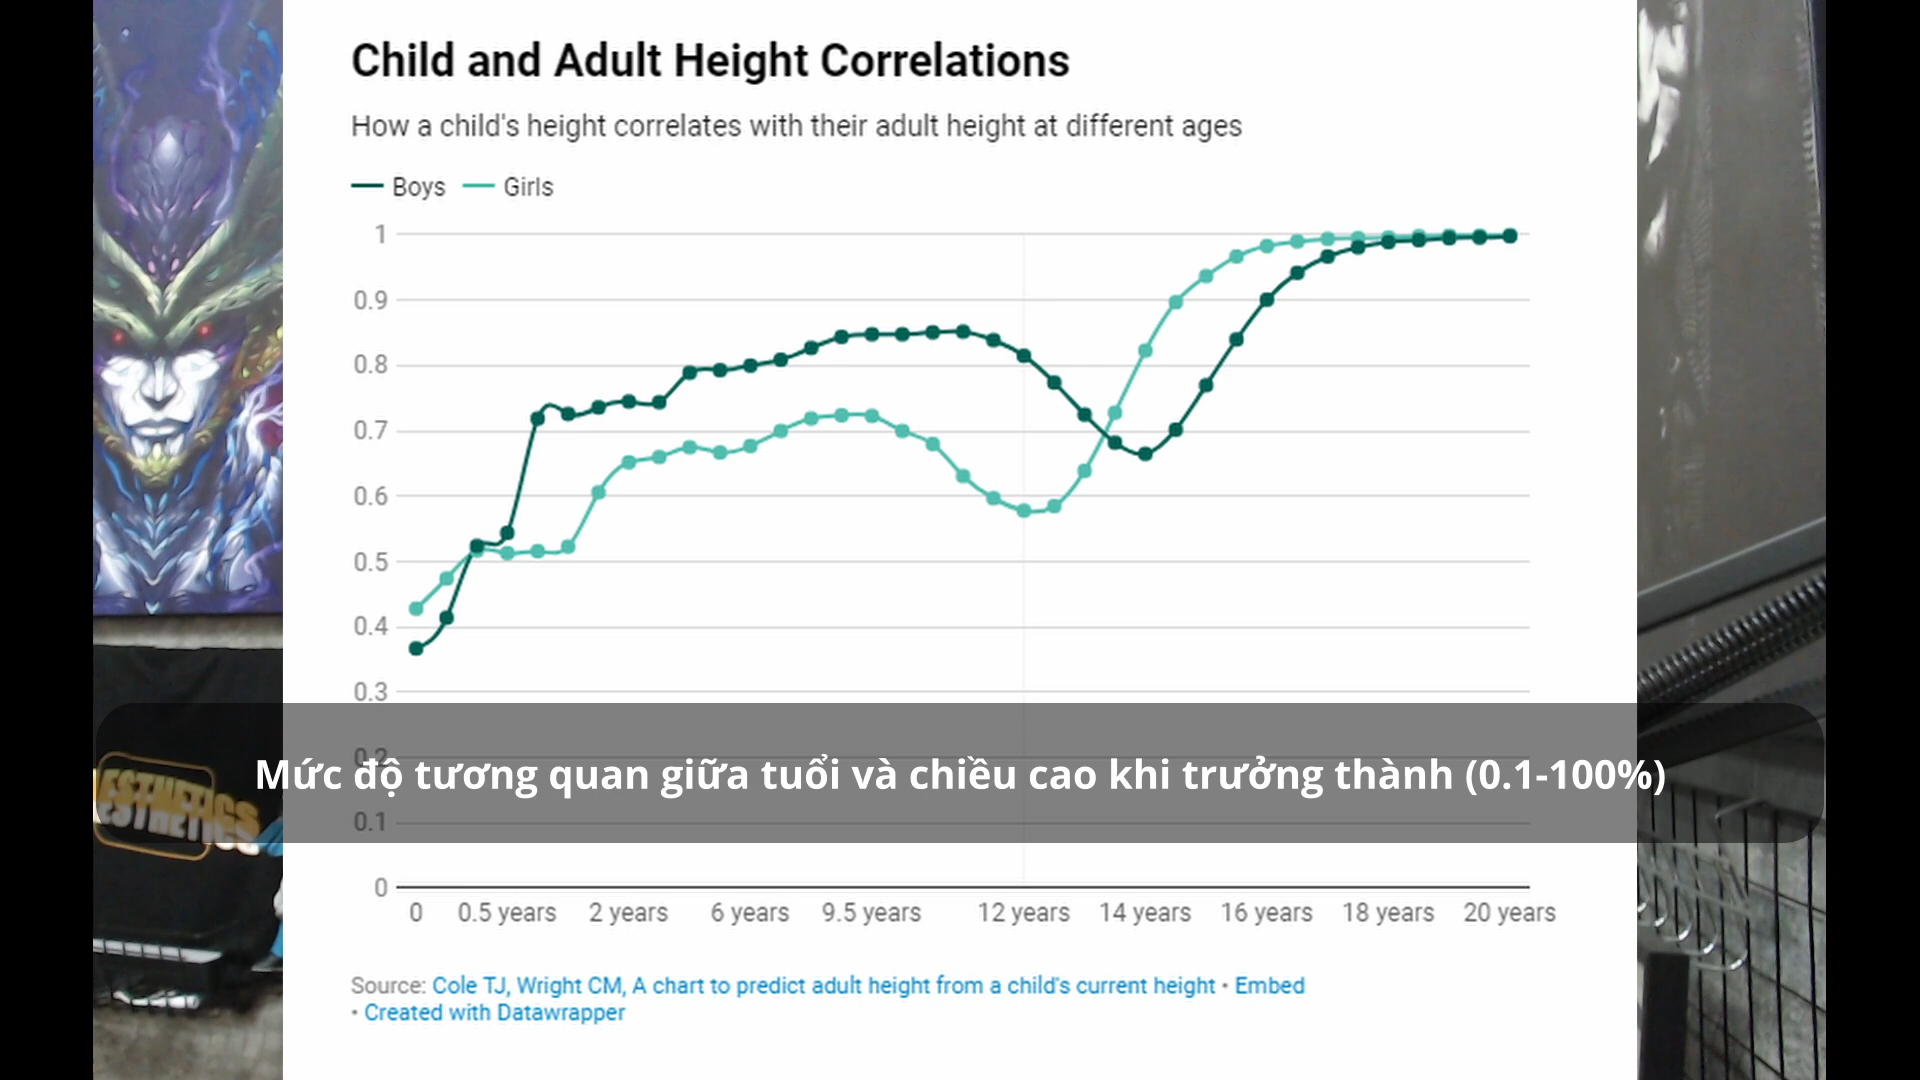 Child and Adult Height Correlations
How a child's height correlates with their adult height at different ages
Boys Girls
1
0.9
0.8
0.7
0.6
0.5
0.4
0.3
0.2
Mức độ tương quan giữa tuổi và chiều cao khi trưởng thành (0.1-100%)
ESTHETICS
ESTHETICS
0.1
0
0 0.5 years 2 years 6 years 9.5 years 12 years 14 years 16 years 18 years 20 years
Source: Cole TJ, Wright CM, A chart to predict adult height from a child's current height • Embed
• Created with Datawrapper